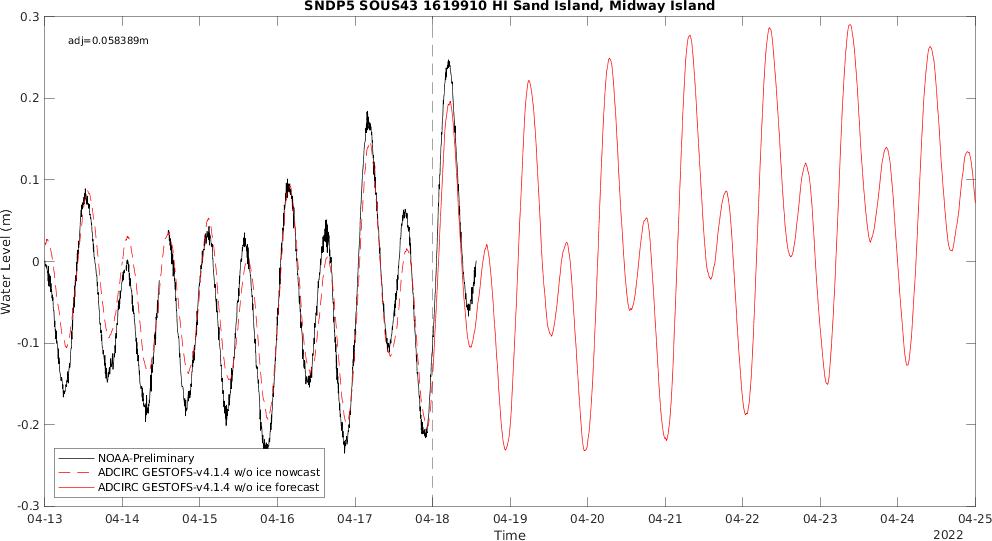 SNDP5 SOUS43 1619910 HI Sand Island, Midway Island
adj=0.058389m
0.3
0.2
0.1
0
-0.1
-0.2
-0.3
Water Level (m)
NOAA-Preliminary
ADCIRC GESTOFS-v4.1.4 w/o ice nowcast
ADCIRC GESTOFS-v4.1.4 w/o ice forecast
04-13 04-14 04-15 04-16 04-17 04-18 04-19 04-20 04-21 04-22 04-23 04-24 04-25
Time
2022